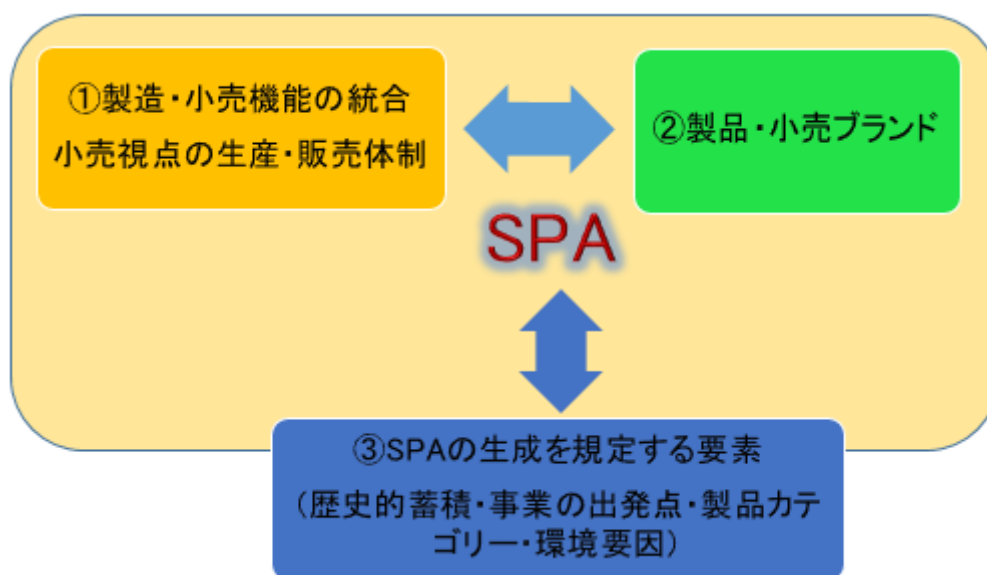 ①製造・小売機能の統合
小売視点の生産・販売体制
②製品・小売ブランド
SPA
③SPAの生成を規定する要素
（歴史的蓄積・事業の出発点・製品カテ
ゴリー・環境要因）